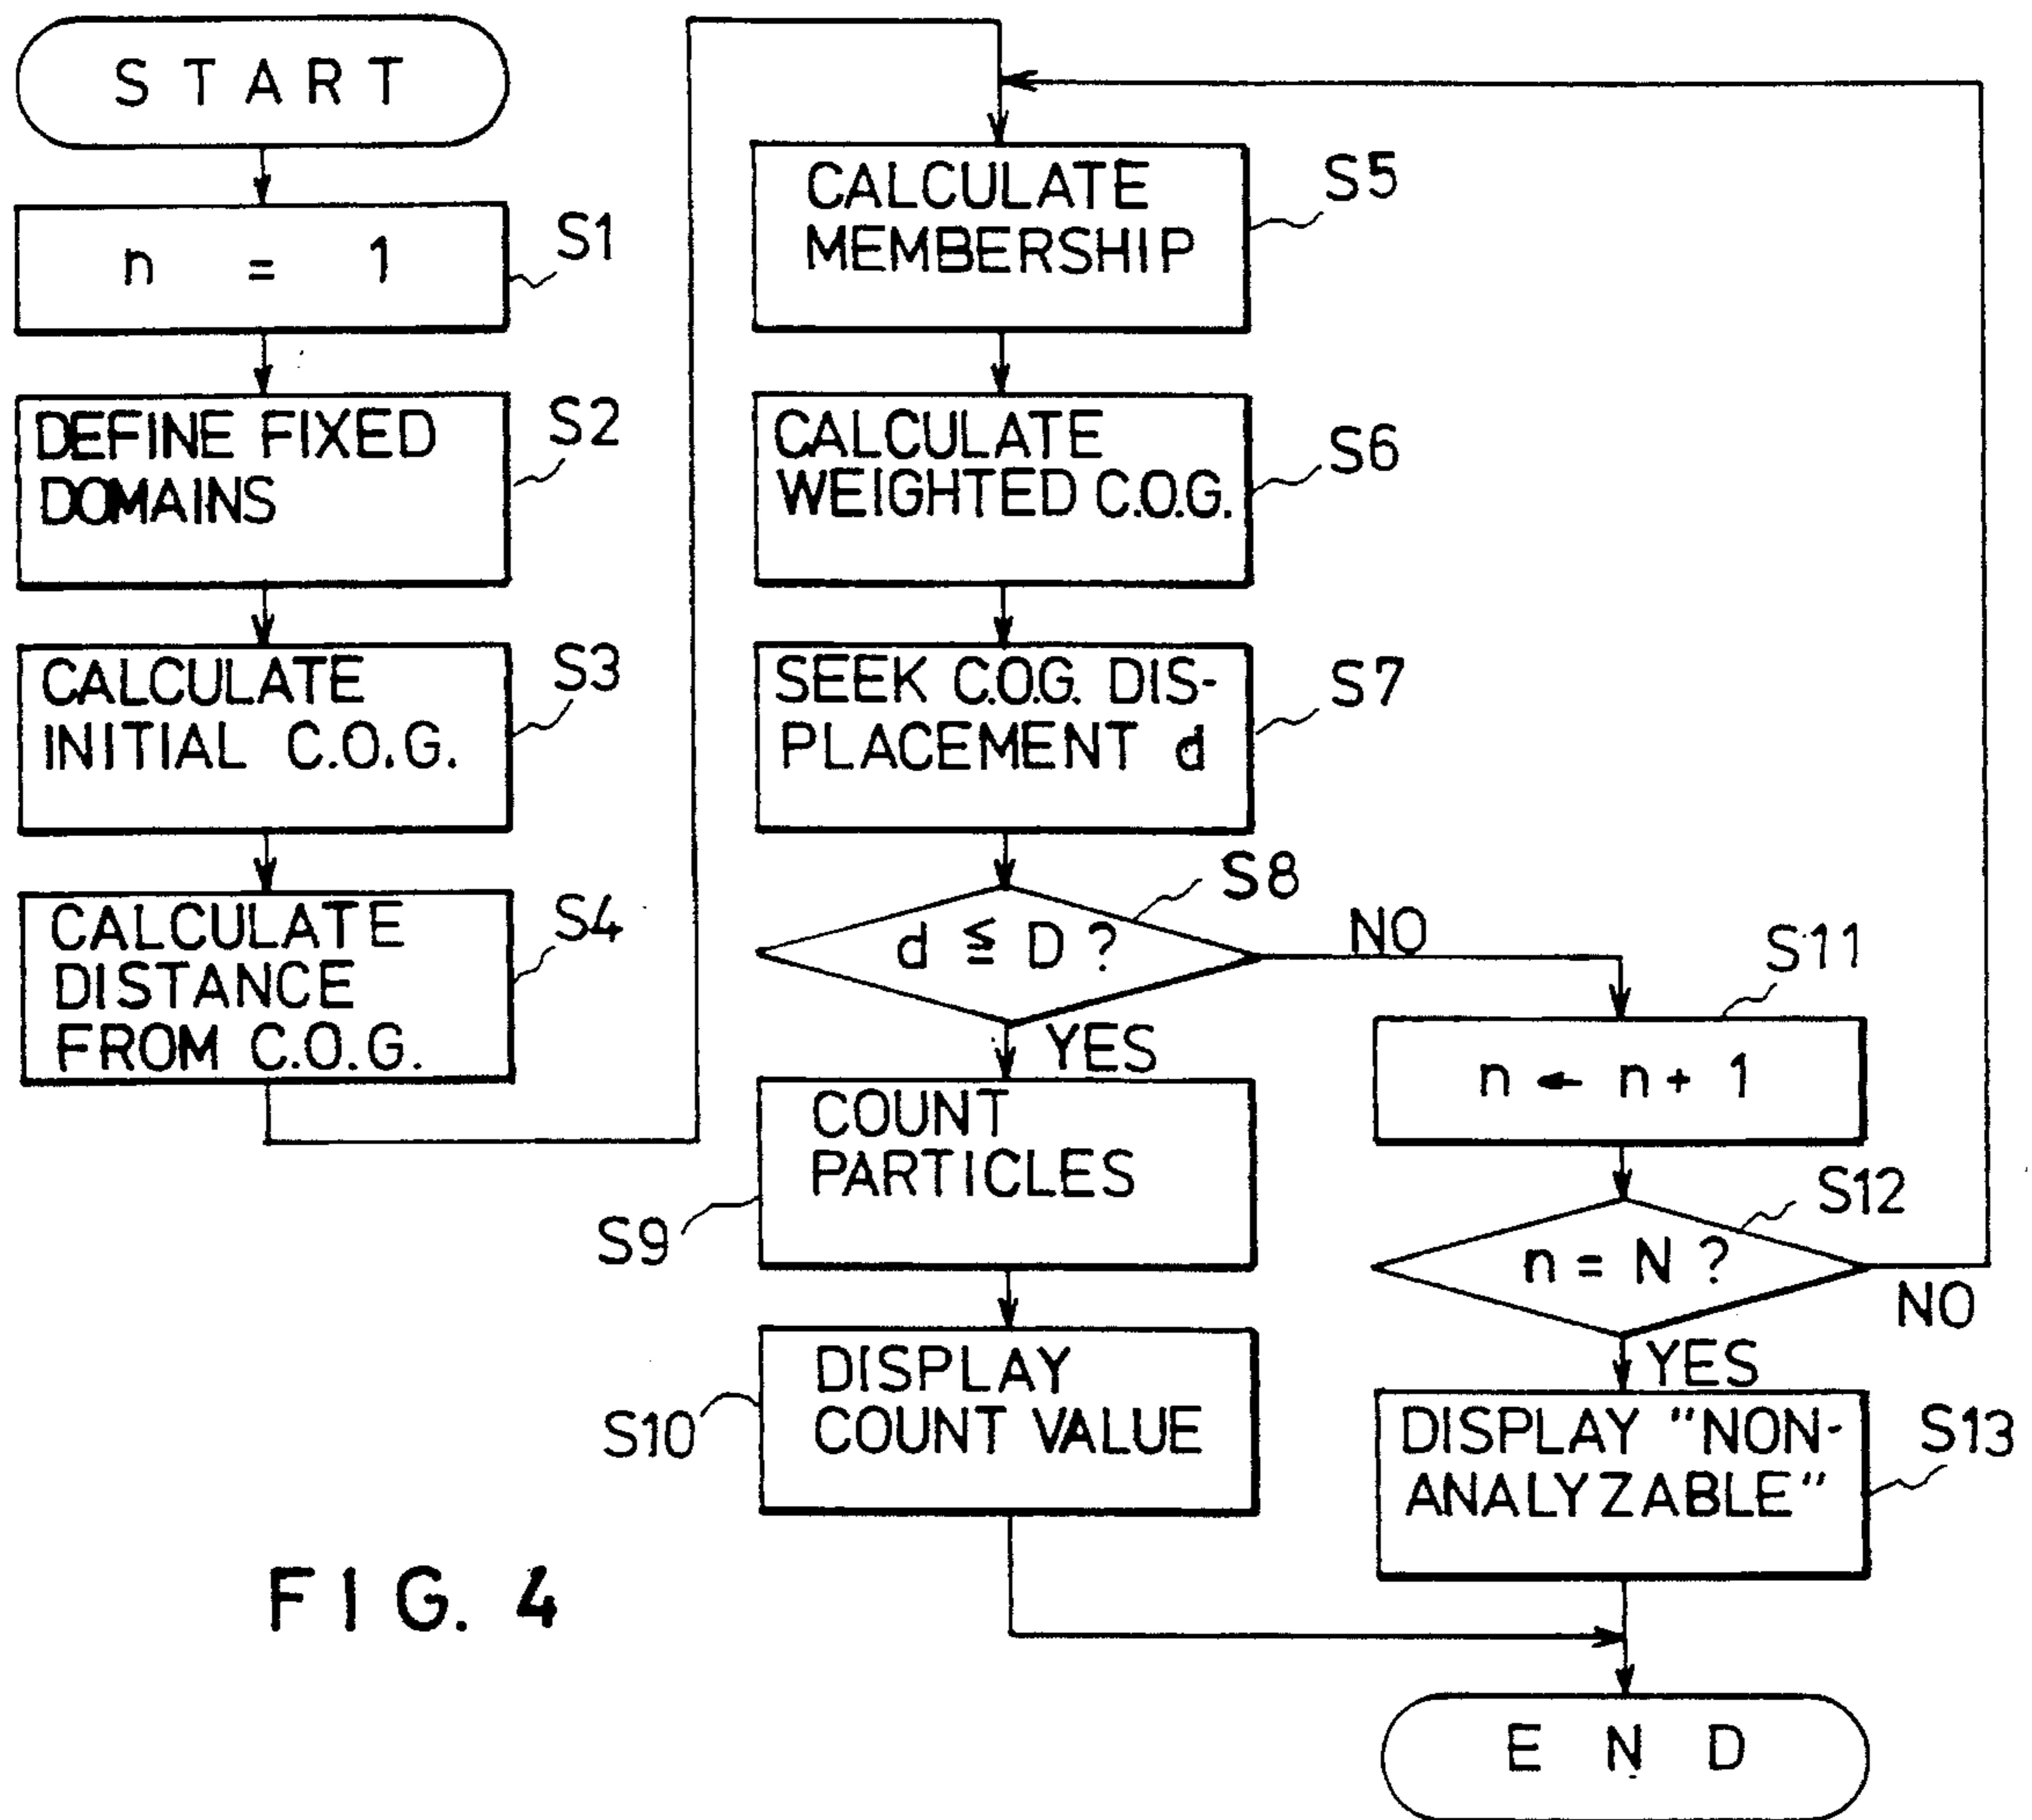 START
n = 1
S1
DEFINE FIXED
DOMAINS
S2
CALCULATE
INITIAL C.O.G.
S3
CALCULATE
DISTANCE
FROM C.O.G.
S4
CALCULATE
MEMBERSHIP
S5
CALCULATE
WEIGHTED C.O.G.
S6
SEEK C.O.G. DIS-
PLACEMENT d
S7
d ≦ D ?
S8
NO
YES
COUNT
PARTICLES
S9
DISPLAY
COUNT VALUE
S10
S11
n ← n + 1
S12
n = N ?
NO
YES
DISPLAY "NON-
ANALYZABLE"
S13
END
FIG. 4